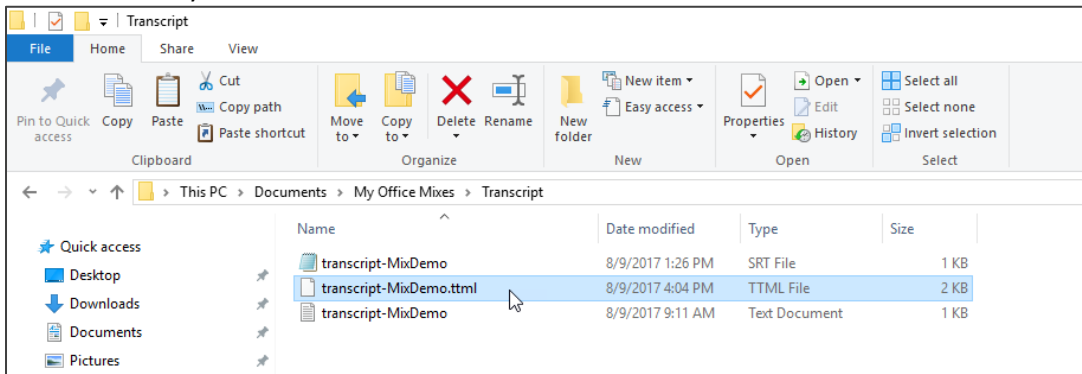 Transcript
File Home Share View
Pin to Quick access
Copy
Paste
Cut
Copy path
Paste shortcut
Move to
Copy to
Delete
Rename
New folder
New item
Easy access
Properties
Open
Edit
History
Select all
Select none
Invert selection
Clipboard Organize New Open Select
This PC > Documents > My Office Mixes > Transcript
Name Date modified Type Size
Quick access
Desktop
Downloads
Documents
Pictures
transcript-MixDemo 8/9/2017 1:26 PM SRT File 1 KB
transcript-MixDemo.ttml 8/9/2017 4:04 PM TTML File 2 KB
transcript-MixDemo 8/9/2017 9:11 AM Text Document 1 KB